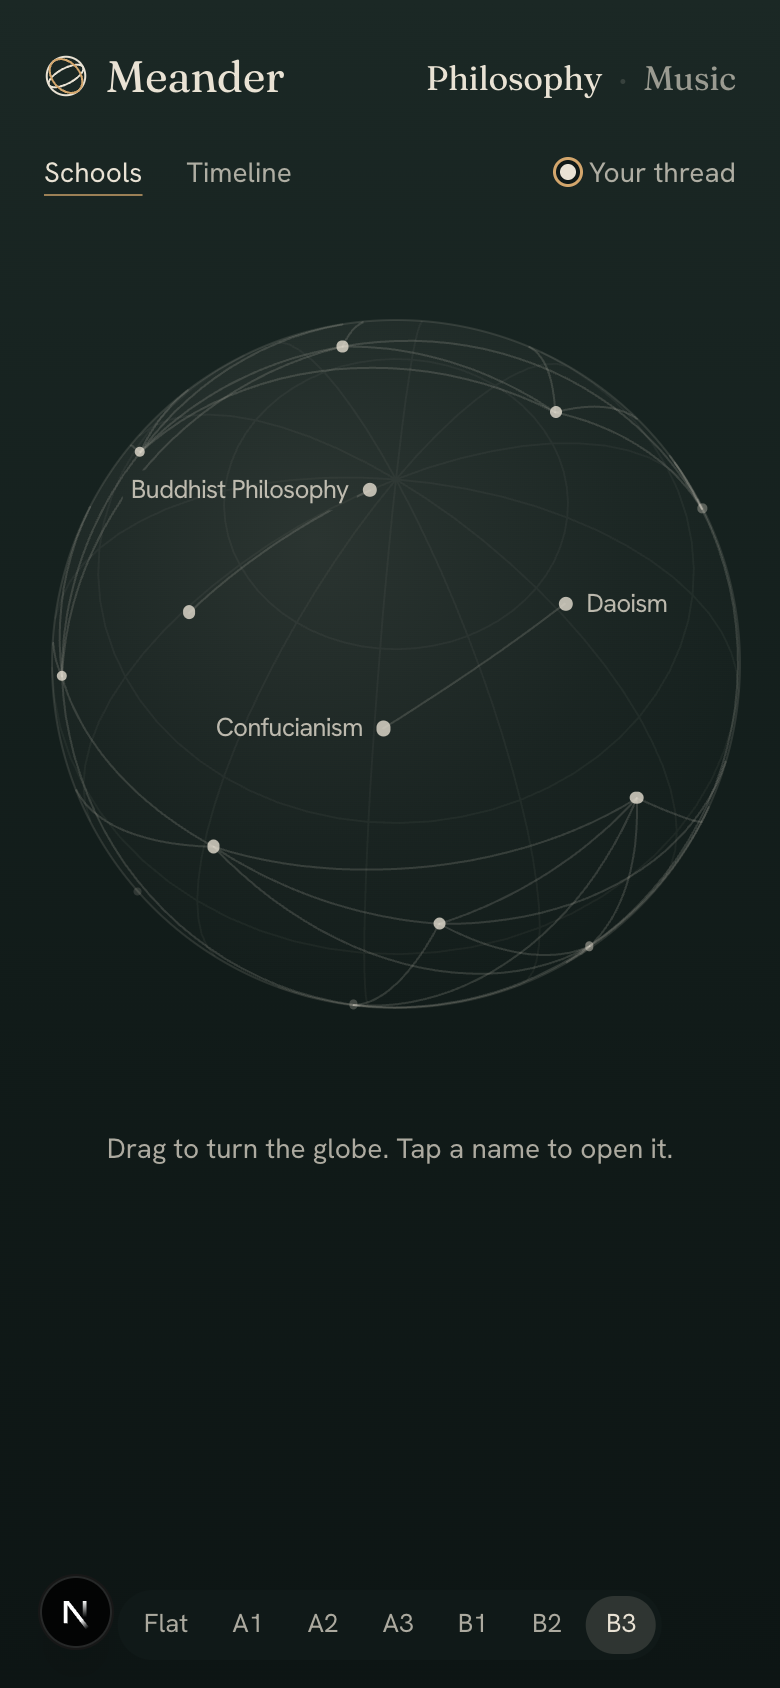 Meander
Philosophy · Music
Schools
Timeline
Your thread
Buddhist Philosophy
Daoism
Confucianism
Drag to turn the globe. Tap a name to open it.
N
Flat
A1
A2
A3
B1
B2
B3